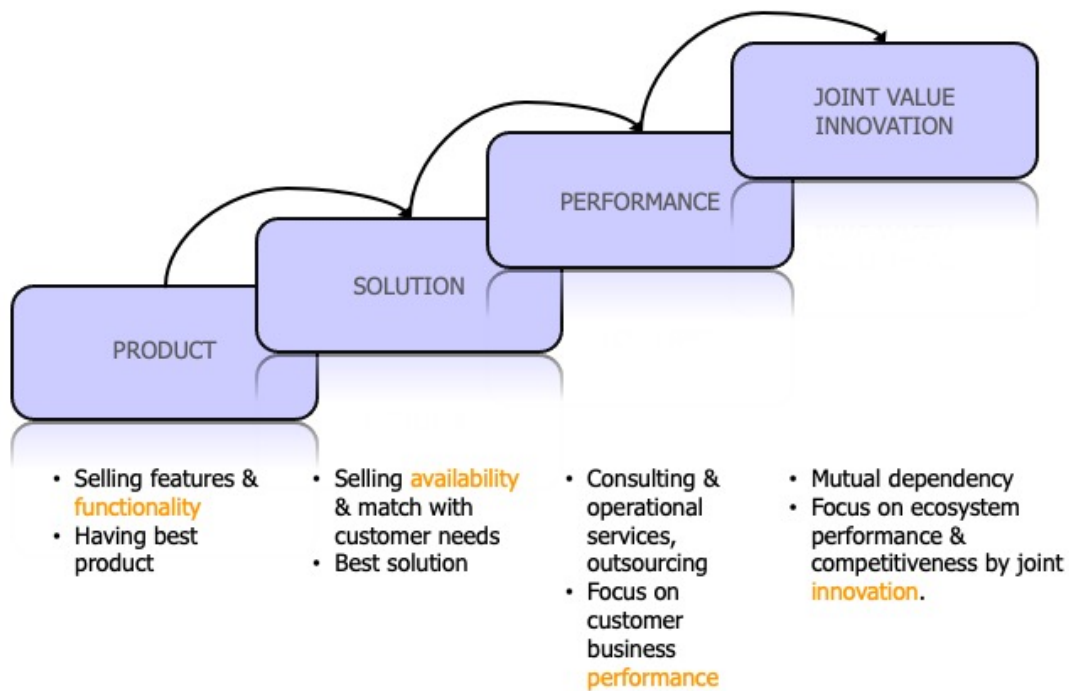 JOINT VALUE
INNOVATION
PERFORMANCE
SOLUTION
PRODUCT
• Selling features &
functionality
• Having best
product
• Selling availability
& match with
customer needs
• Best solution
• Consulting &
operational
services,
outsourcing
• Focus on
customer
business
performance
• Mutual dependency
• Focus on ecosystem
performance &
competitiveness by joint
innovation.